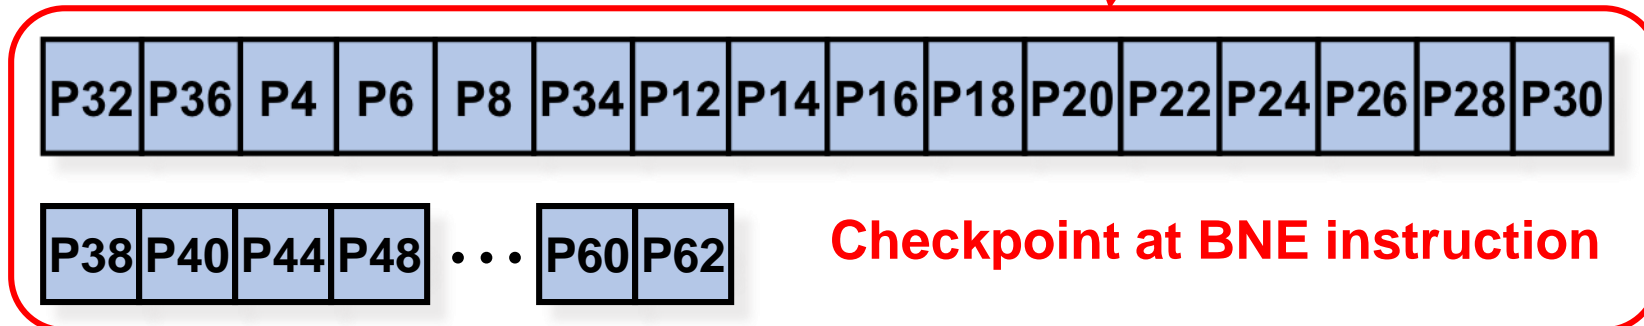 P32 P36 P4 P6 P8 P34 P12 P14 P16 P18 P20 P22 P24 P26 P28 P30
P38 P40 P44 P48 ... P60 P62 Checkpoint at BNE instruction